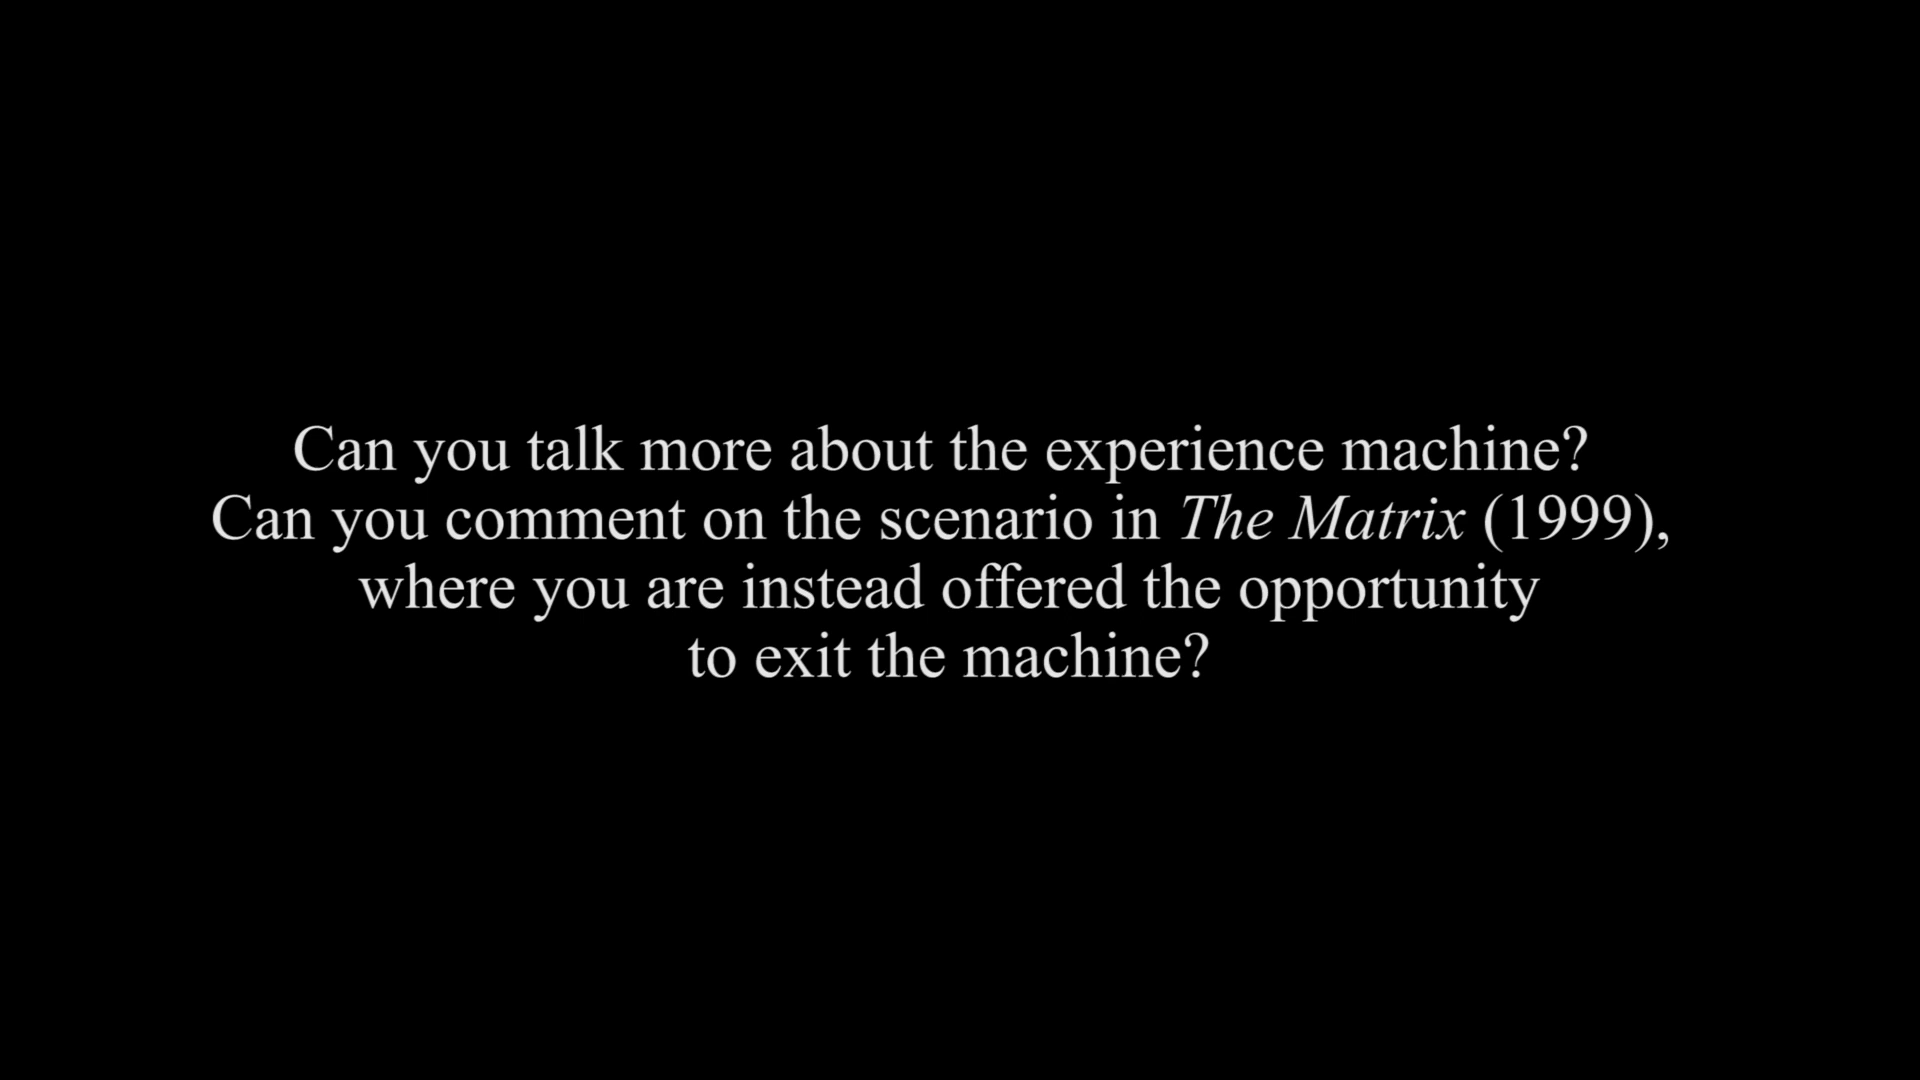 Can you talk more about the experience machine?
Can you comment on the scenario in The Matrix (1999),
where you are instead offered the opportunity
to exit the machine?